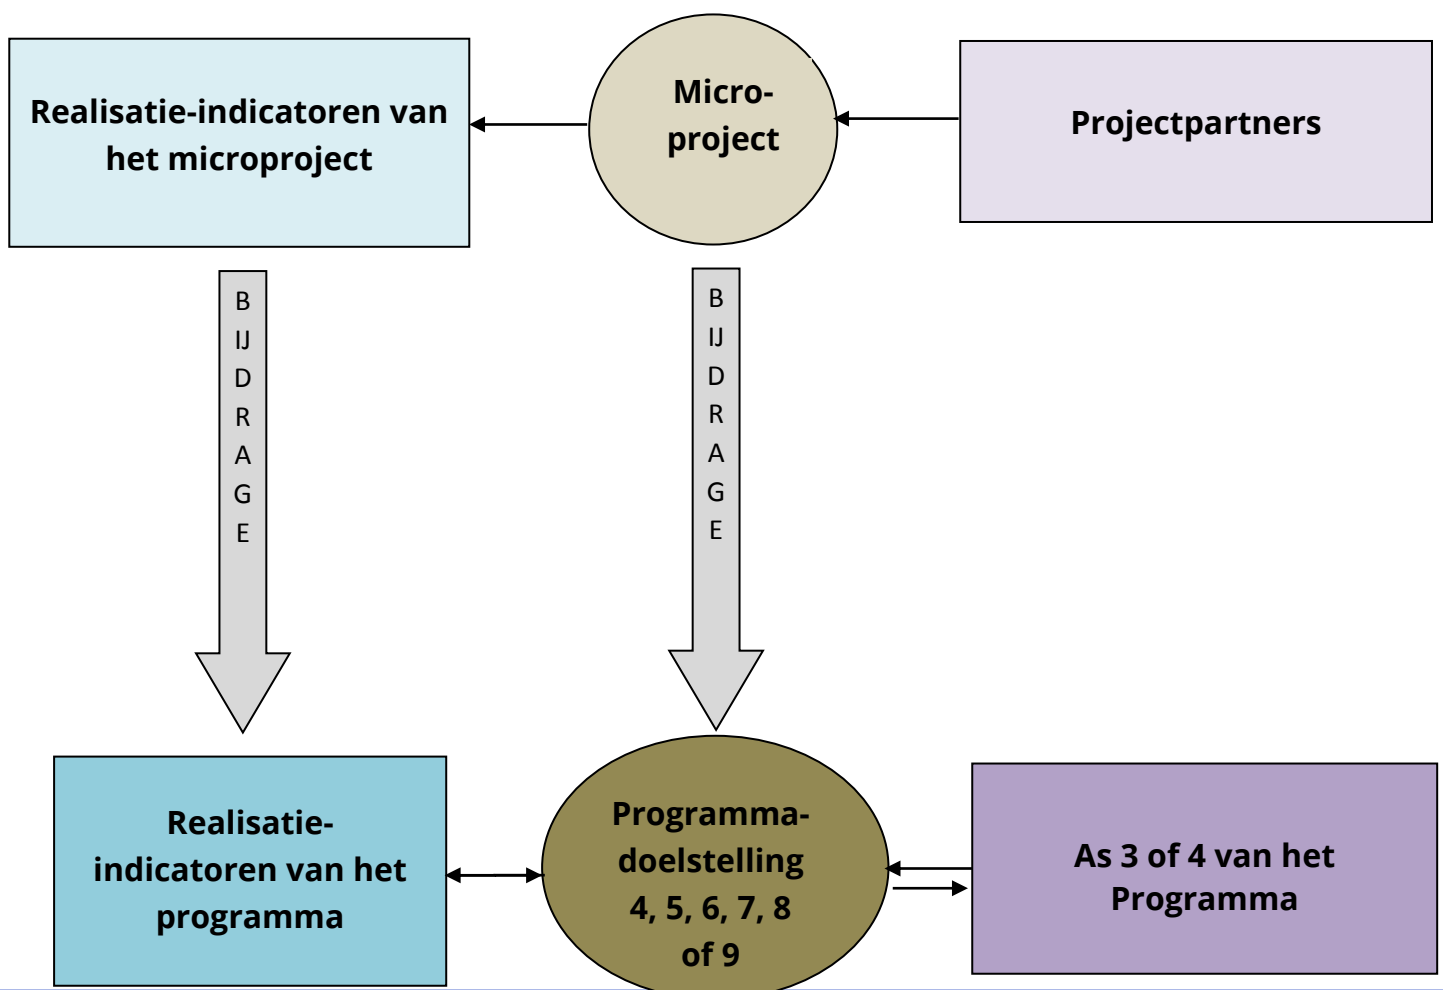 Realisatie-indicatoren van
het microproject
Micro-
project
Projectpartners
B
IJ
D
R
A
G
E
B
IJ
D
R
A
G
E
Realisatie-
indicatoren van het
programma
Programma-
doelstelling
4, 5, 6, 7, 8
of 9
As 3 of 4 van het
Programma